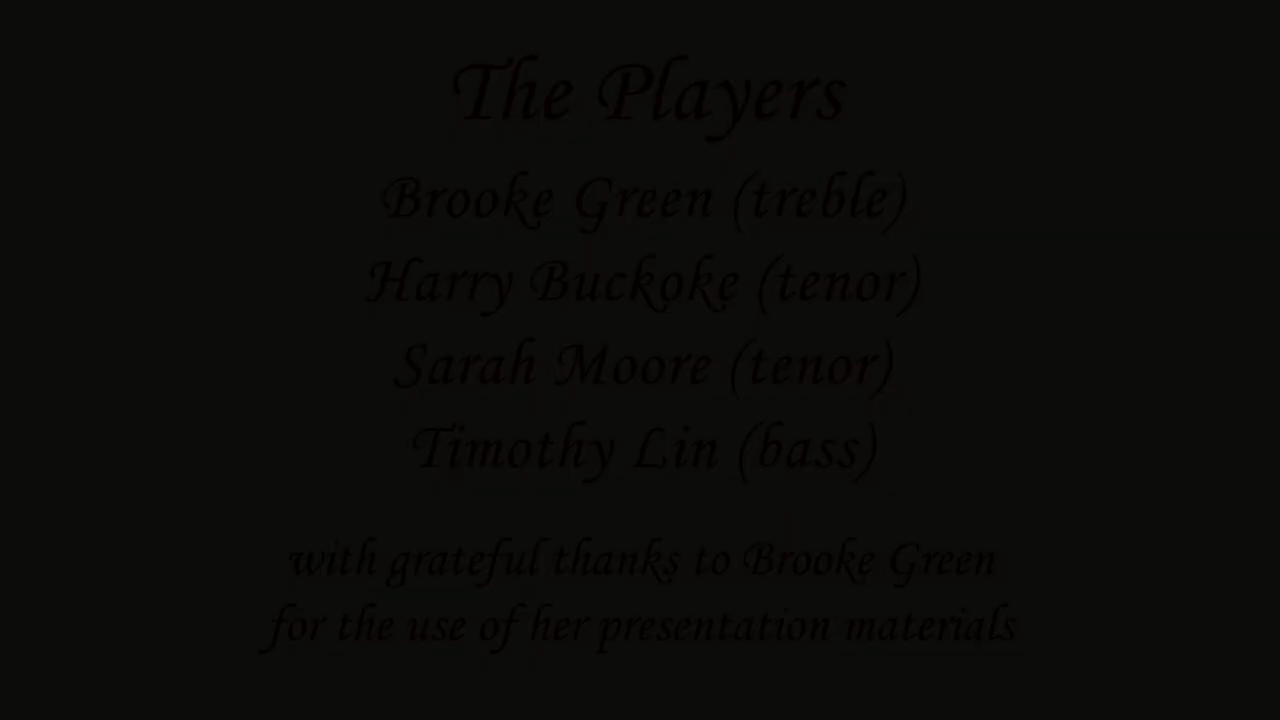 The Players
Brooke Green (treble)
Harry Buckoke (tenor)
Sarah Moore (tenor)
Timothy Lin (bass)
with grateful thanks to Brooke Green
for the use of her presentation materials